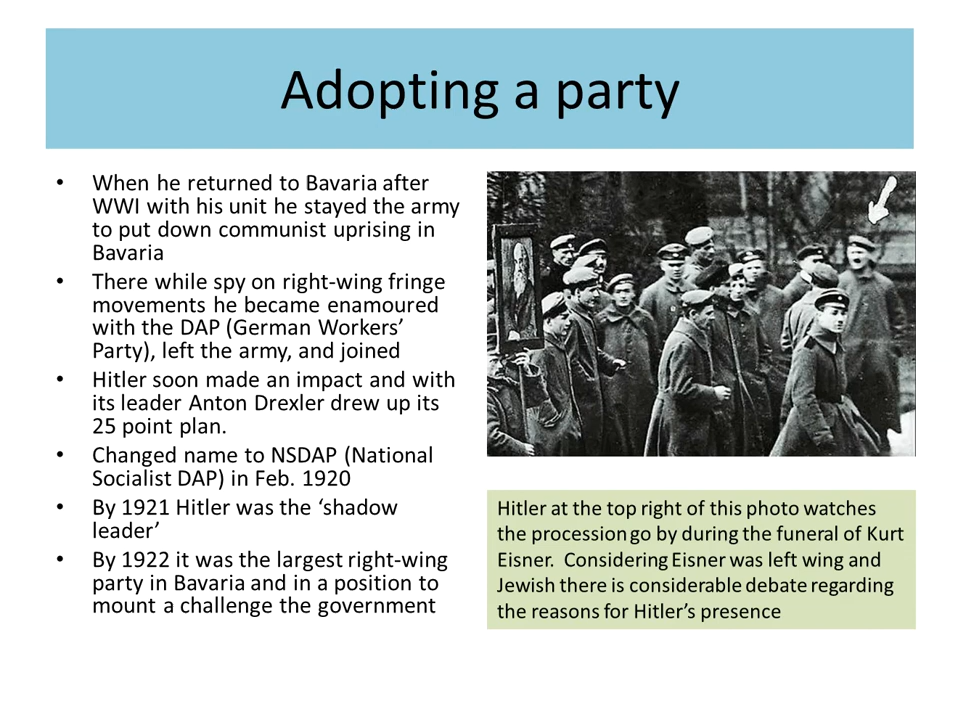 Adopting a party
• When he returned to Bavaria after
WWI with his unit he stayed the army
to put down communist uprising in
Bavaria
• There while spy on right-wing fringe
movements he became enamoured
with the DAP (German Workers’
Party), left the army, and joined
• Hitler soon made an impact and with
its leader Anton Drexler drew up its
25 point plan.
• Changed name to NSDAP (National
Socialist DAP) in Feb. 1920
• By 1921 Hitler was the ‘shadow
leader’
• By 1922 it was the largest right-wing
party in Bavaria and in a position to
mount a challenge the government
Hitler at the top right of this photo watches
the procession go by during the funeral of Kurt
Eisner. Considering Eisner was left wing and
Jewish there is considerable debate regarding
the reasons for Hitler’s presence